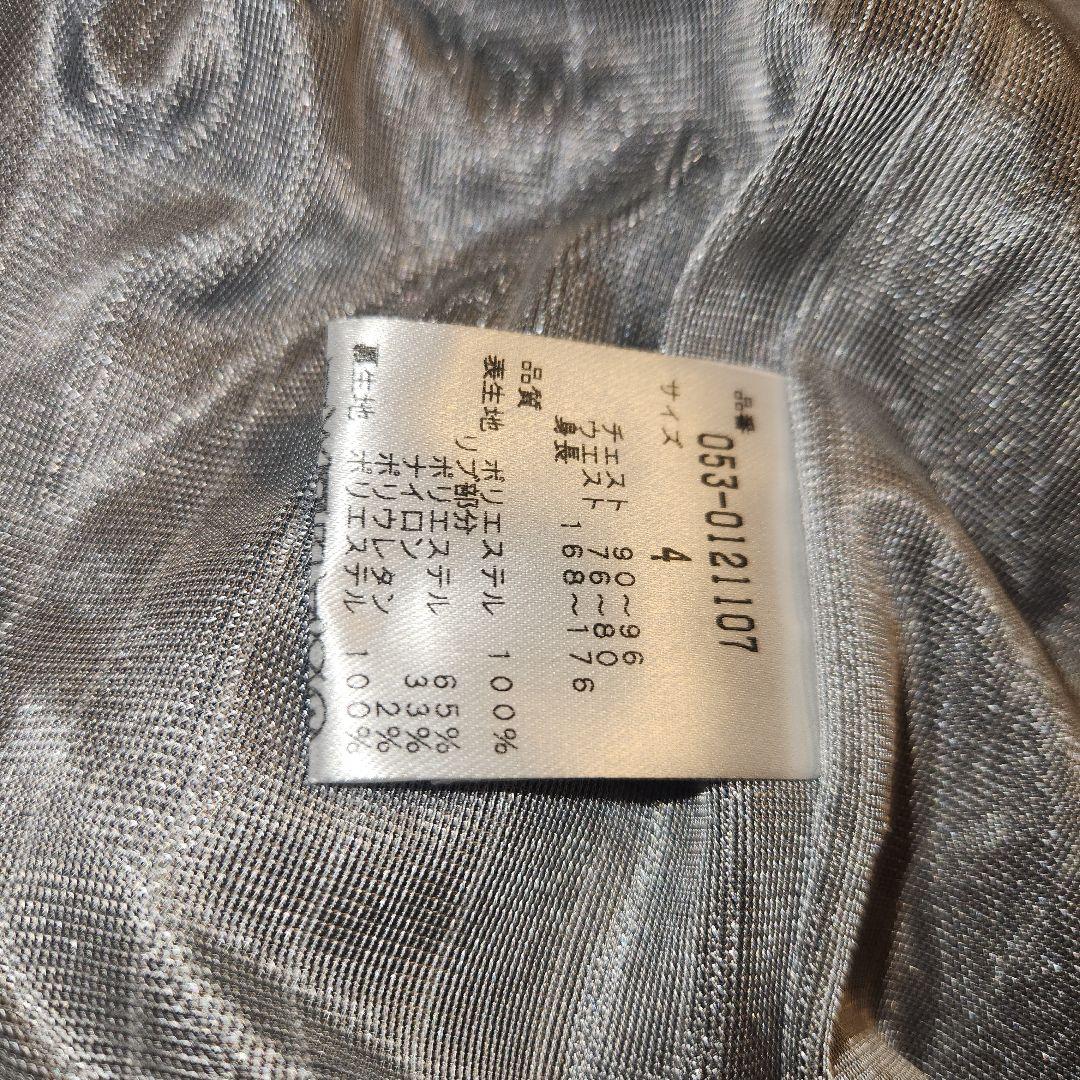 品番 053-0121107
サイズ 4
チェスト 90~96
ウエスト 76~80
身長 168~176
品質
表生地 ポリエステル 100%
リブ部分
ポリエステル 65%
ナイロン 33%
ポリウレタン 2%
裏生地 ポリエステル 100%